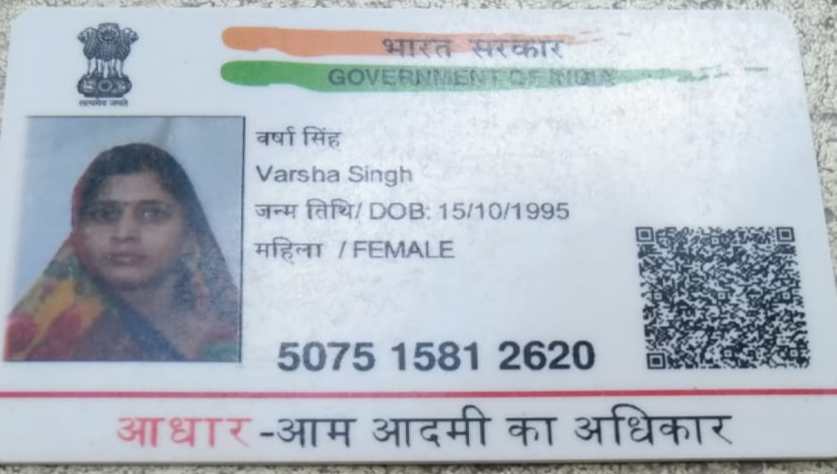 भारत सरकार
GOVERNMENT OF INDIA
सत्यमेव जयते
वर्षा सिंह
Varsha Singh
जन्म तिथि/ DOB: 15/10/1995
महिला / FEMALE
5075 1581 2620
आधार-आम आदमी का अधिकार